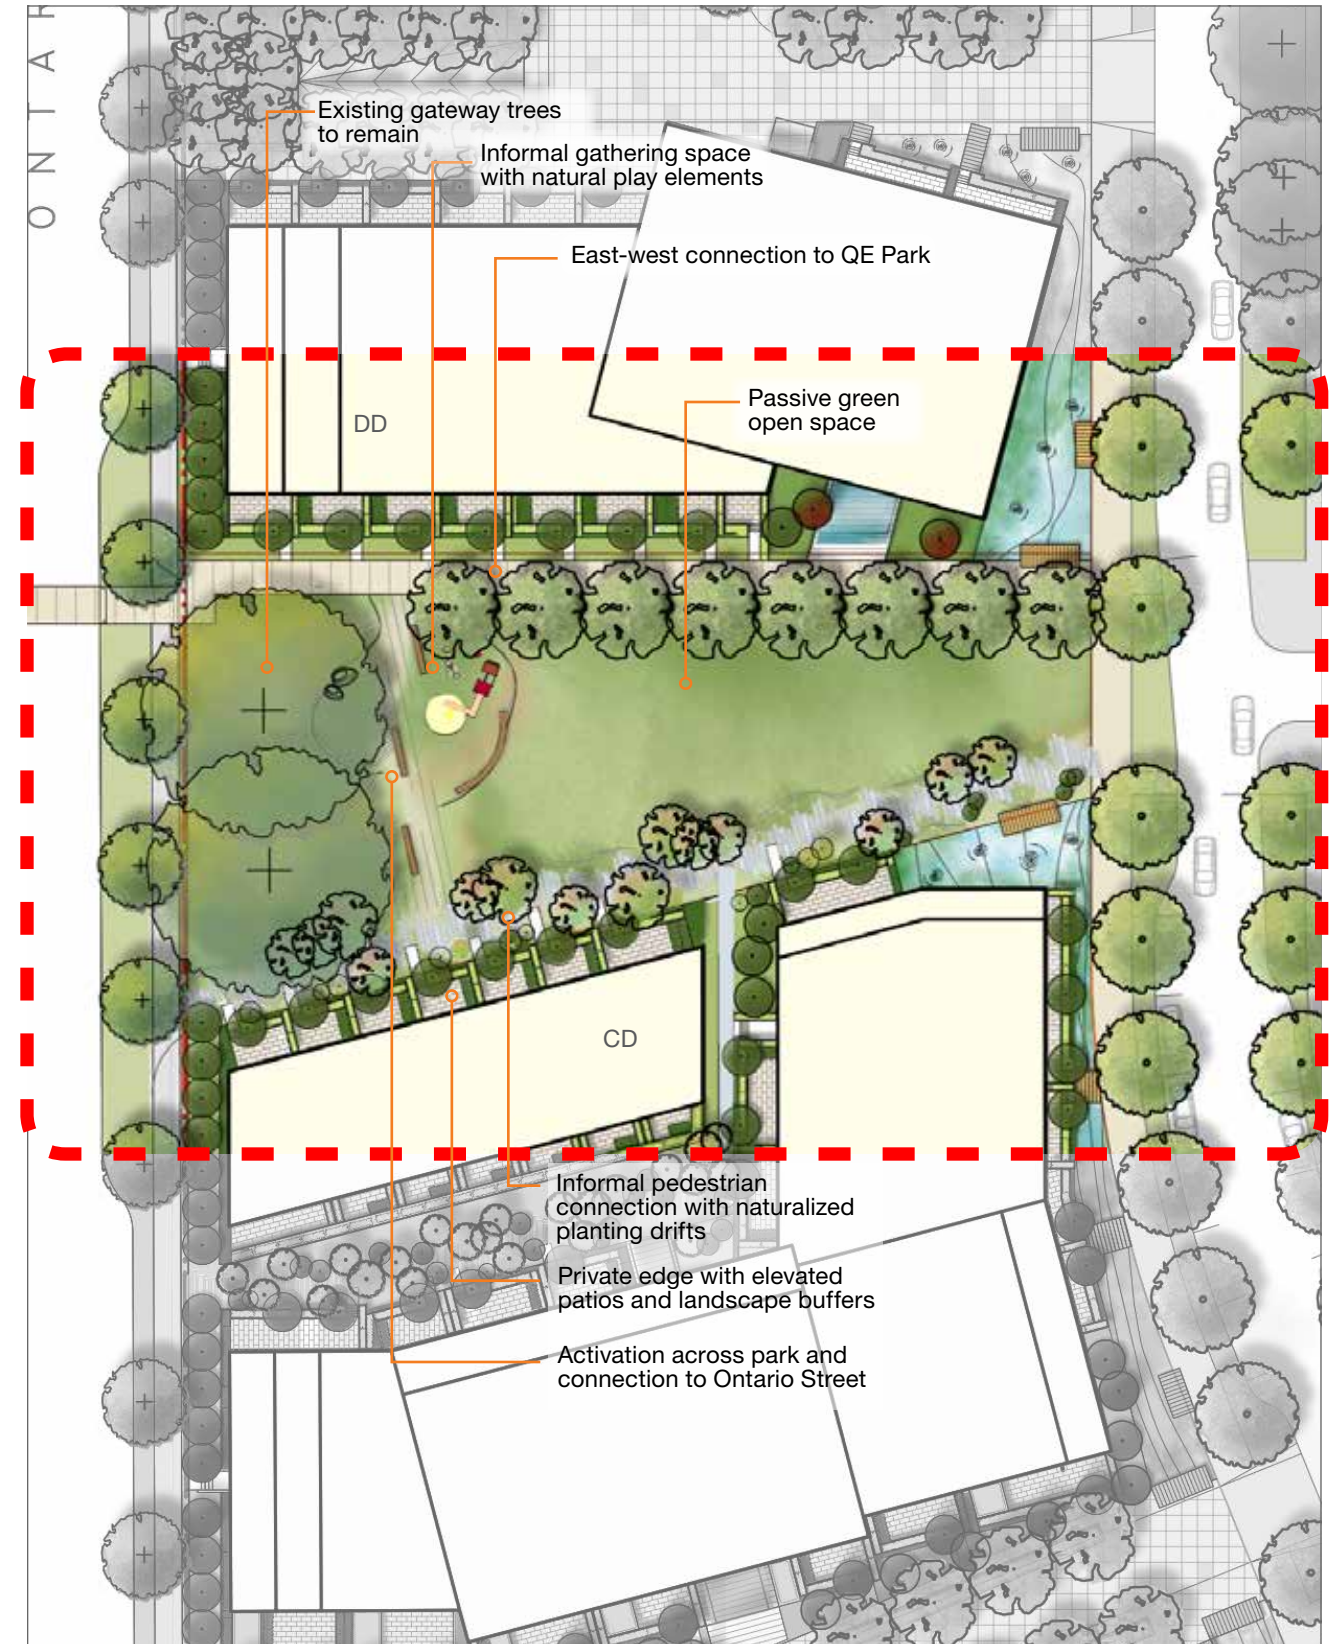 ONTAR
Existing gateway trees
to remain
Informal gathering space
with natural play elements
East-west connection to QE Park
Passive green
open space
DD
CD
Informal pedestrian
connection with naturalized
planting drifts
Private edge with elevated
patios and landscape buffers
Activation across park and
connection to Ontario Street